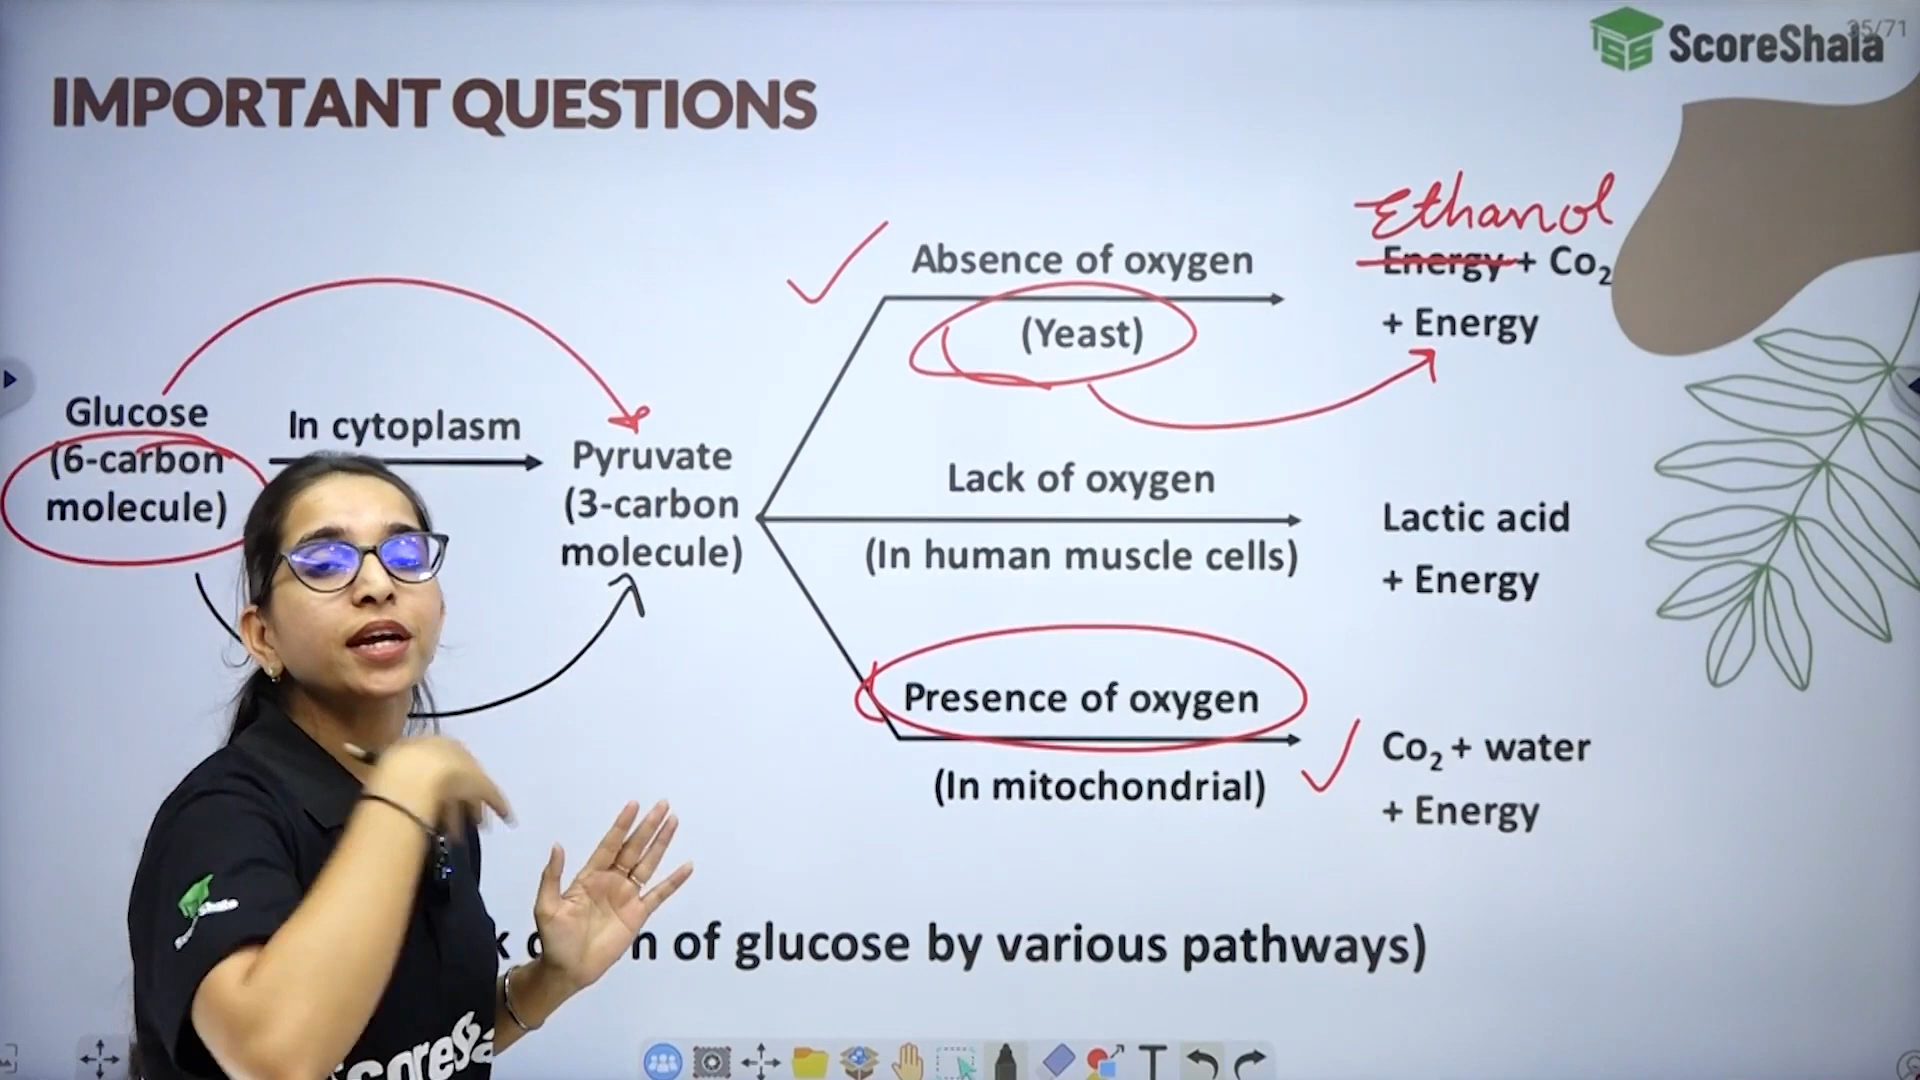 35/71
ScoreShala
IMPORTANT QUESTIONS
Ethanol
Absence of oxygen
Energy + Co2
(Yeast)
+ Energy
Glucose
(6-carbon
molecule)
In cytoplasm
Pyruvate
(3-carbon
molecule)
Lack of oxygen
(In human muscle cells)
Lactic acid
+ Energy
Presence of oxygen
(In mitochondrial)
Co2 + water
+ Energy
of glucose by various pathways)